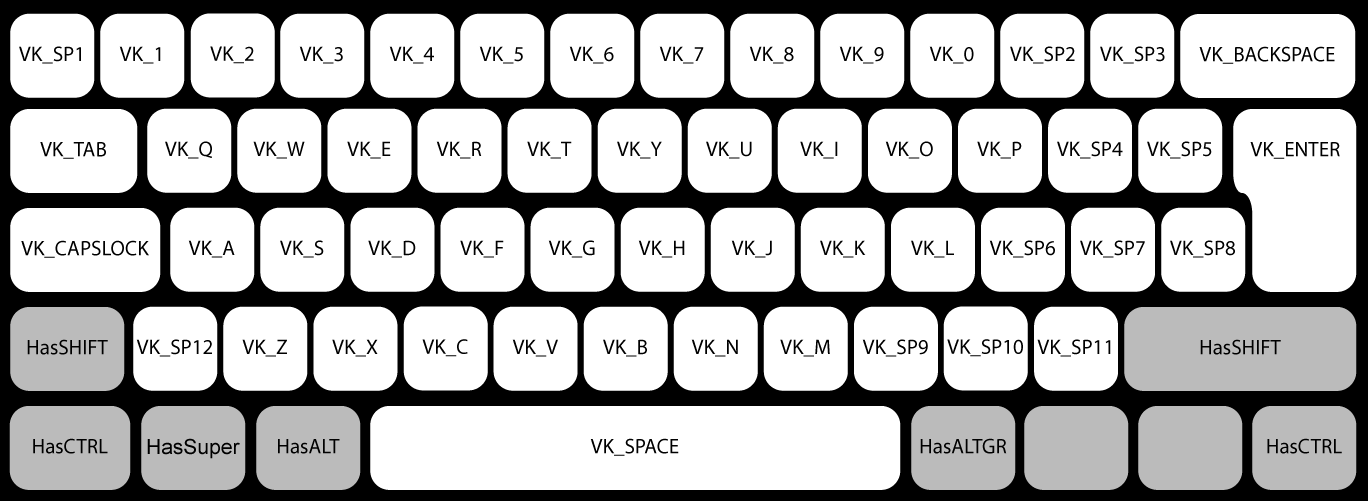 VK_SP1 VK_1 VK_2 VK_3 VK_4 VK_5 VK_6 VK_7 VK_8 VK_9 VK_0 VK_SP2 VK_SP3 VK_BACKSPACE
VK_TAB VK_Q VK_W VK_E VK_R VK_T VK_Y VK_U VK_I VK_O VK_P VK_SP4 VK_SP5 VK_ENTER
VK_CAPSLOCK VK_A VK_S VK_D VK_F VK_G VK_H VK_J VK_K VK_L VK_SP6 VK_SP7 VK_SP8
HasSHIFT VK_SP12 VK_Z VK_X VK_C VK_V VK_B VK_N VK_M VK_SP9 VK_SP10 VK_SP11 HasSHIFT
HasCTRL HasSuper HasALT VK_SPACE HasALTGR HasCTRL